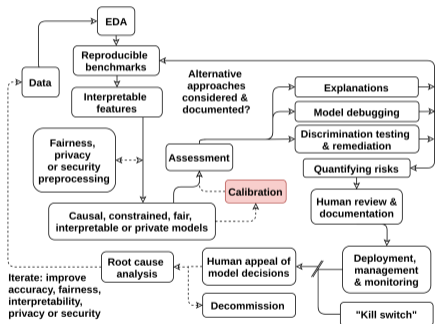 EDA
Reproducible
benchmarks
Data
Alternative
approaches
considered &
documented?
Explanations
Interpretable
features
Model debugging
Discrimination testing
& remediation
Fairness,
privacy
or security
preprocessing
Assessment
Quantifying risks
Calibration
Human review &
documentation
Causal, constrained, fair,
interpretable or private models
Root cause
analysis
Human appeal of
model decisions
Deployment,
management
& monitoring
Iterate: improve
accuracy, fairness,
interpretability,
privacy or security
Decommission
"Kill switch"